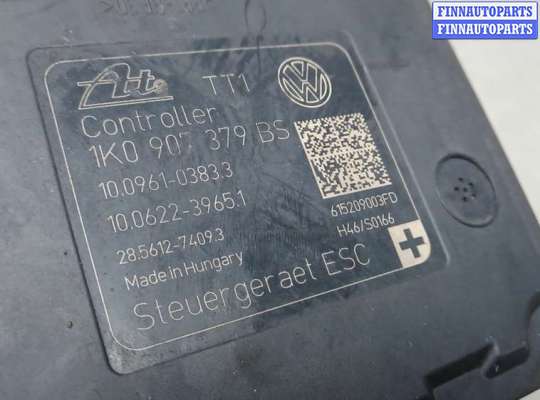 FINNAUTOPARTS
FINNAUTOPARTS
Ate TT1
Controller
1K0 907 379 BS
10.0961-0383.3
10.0622-3965.1
28.5612-7409.3
Made in Hungary
Steuergeraet ESC
615209003FD
H46/S0166